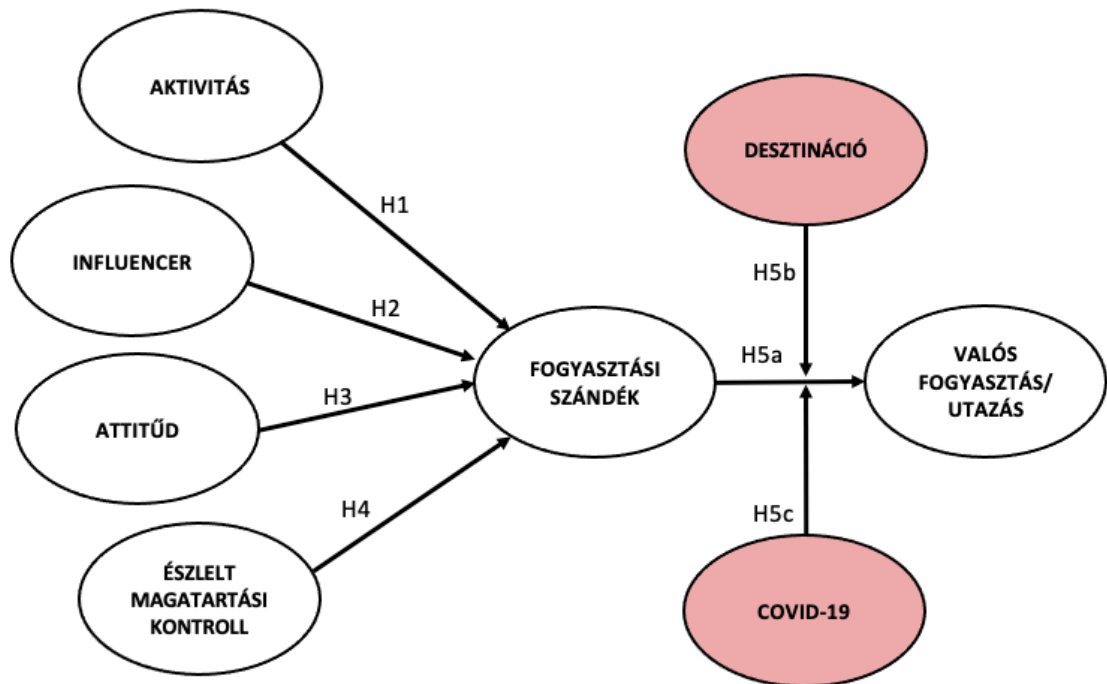 AKTIVITÁS
DESZTINÁCIÓ
H1
INFLUENCER
H5b
H2
H5a
FOGYASZTÁSI
SZÁNDÉK
VALÓS
FOGYASZTÁS/
UTAZÁS
H3
ATTITŰD
H4
H5c
ÉSZLELT
MAGATARTÁSI
KONTROLL
COVID-19